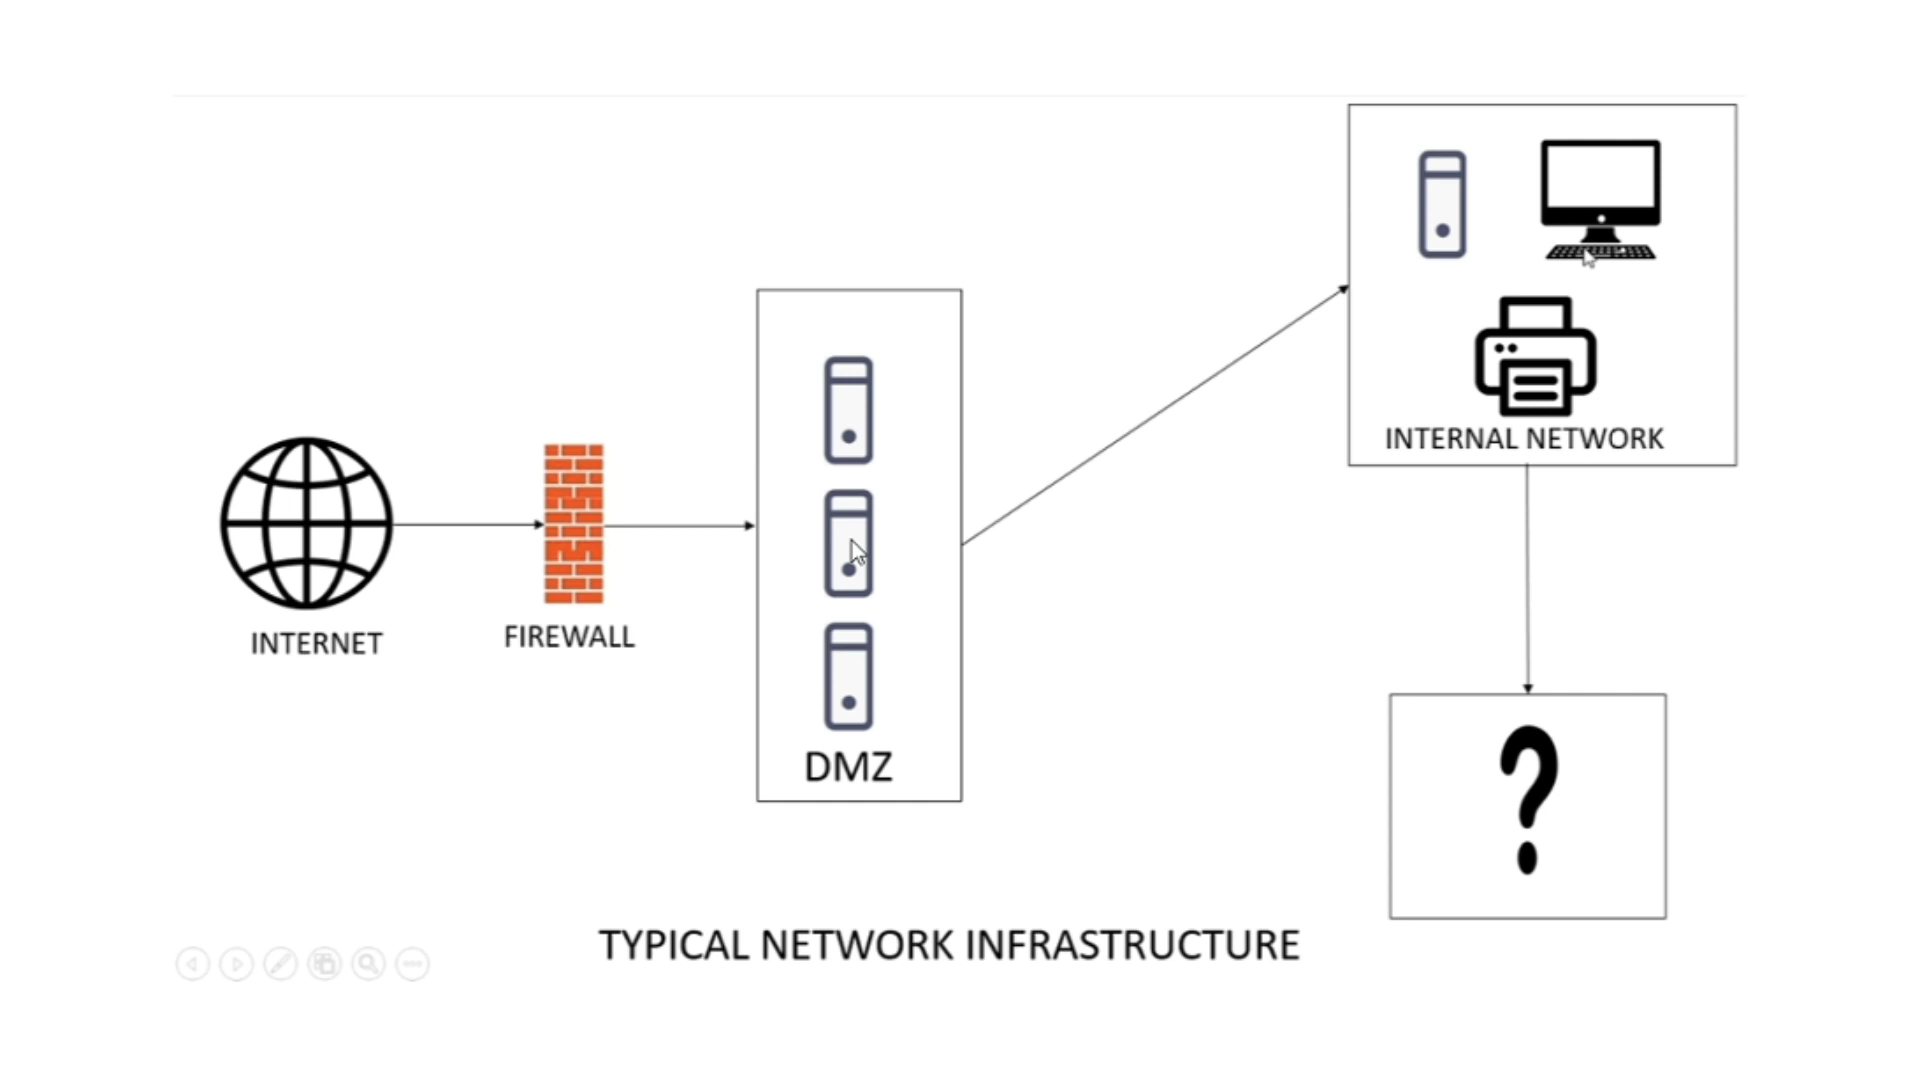 INTERNAL NETWORK
INTERNET
FIREWALL
DMZ
?
TYPICAL NETWORK INFRASTRUCTURE